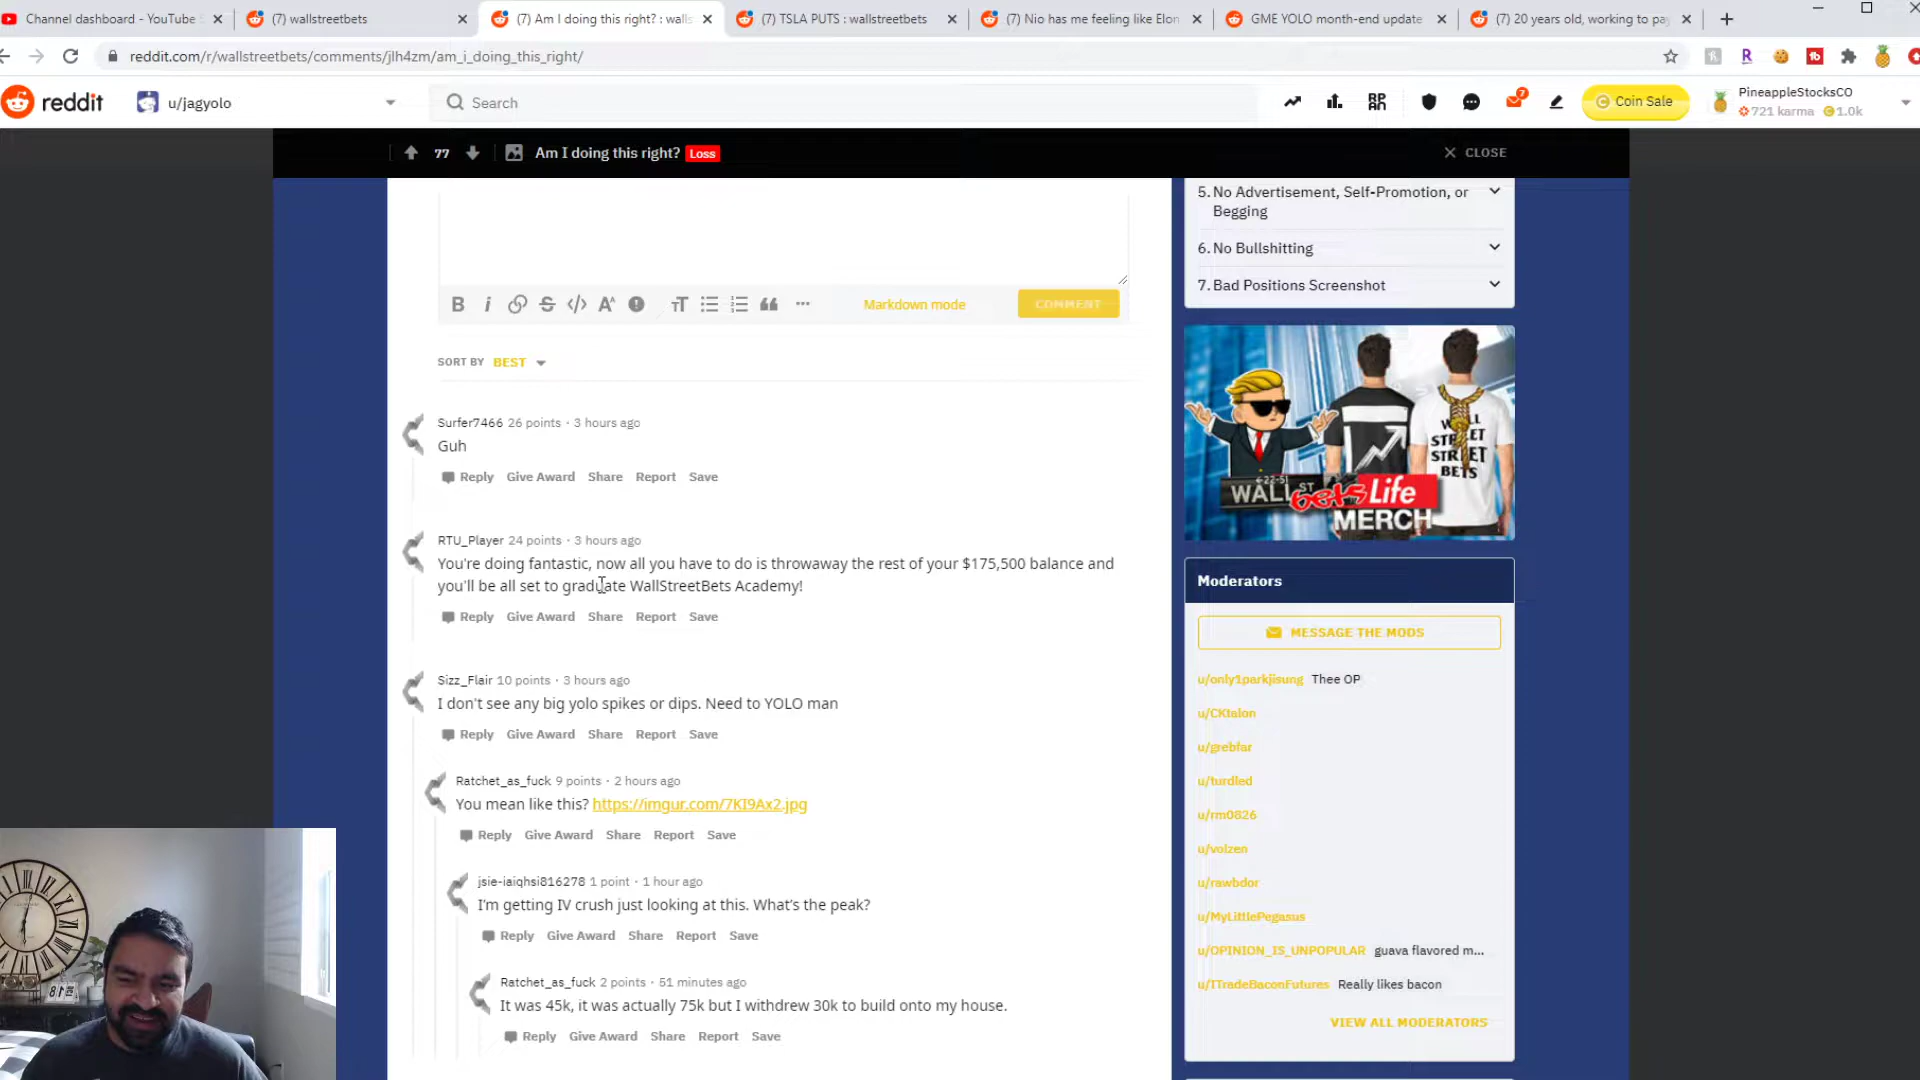 Channel dashboard - YouTube
(7) wallstreetbets
(7) Am I doing this right? : walls
(7) TSLA PUTS : wallstreetbets
(7) Nio has me feeling like Elon
GME YOLO month-end update
(7) 20 years old, working to pay
reddit.com/r/wallstreetbets/comments/jlh4zm/am_i_doing_this_right/
reddit
u/jagyolo
Search
7
Coin Sale
PineappleStocksCO
721 karma 1.0k
77
Am I doing this right? Loss
CLOSE
Markdown mode
COMMENT
SORT BY BEST
Surfer7466 26 points · 3 hours ago
Guh
Reply Give Award Share Report Save
RTU_Player 24 points · 3 hours ago
You're doing fantastic, now all you have to do is throwaway the rest of your $175,500 balance and
you'll be all set to graduate WallStreetBets Academy!
Reply Give Award Share Report Save
Sizz_Flair 10 points · 3 hours ago
I don't see any big yolo spikes or dips. Need to YOLO man
Reply Give Award Share Report Save
Ratchet_as_fuck 9 points · 2 hours ago
You mean like this? https://imgur.com/7KI9Ax2.jpg
Reply Give Award Share Report Save
jsie-iaiqhsi816278 1 point · 1 hour ago
I'm getting IV crush just looking at this. What's the peak?
Reply Give Award Share Report Save
Ratchet_as_fuck 2 points · 51 minutes ago
It was 45k, it was actually 75k but I withdrew 30k to build onto my house.
Reply Give Award Share Report Save
5. No Advertisement, Self-Promotion, or
Begging
6. No Bullshitting
7. Bad Positions Screenshot
WALL ST
bets Life
MERCH
WALL
STREET
STREET
BETS
Moderators
MESSAGE THE MODS
u/only1parkjisung Thee OP
u/CKtalon
u/grebfar
u/turdled
u/rm0826
u/volzen
u/rawbdor
u/MyLittlePegasus
u/OPINION_IS_UNPOPULAR guava flavored m...
u/ITradeBaconFutures Really likes bacon
VIEW ALL MODERATORS